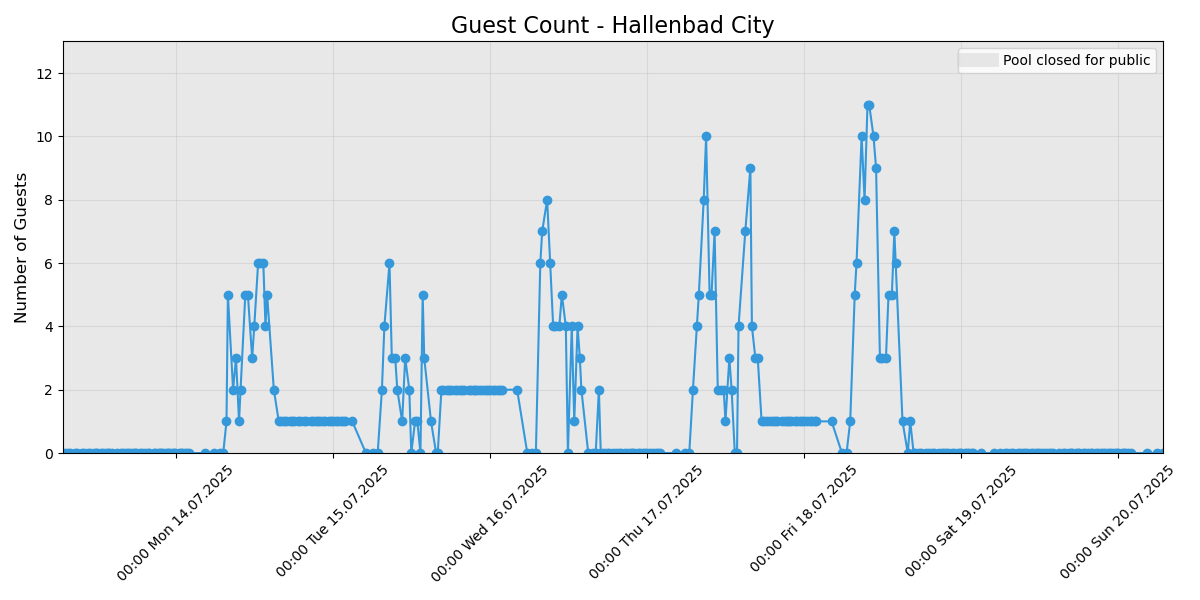 Guest Count - Hallenbad City
Pool closed for public
Number of Guests
12
10
8
6
4
2
0
00:00 Mon 14.07.2025
00:00 Tue 15.07.2025
00:00 Wed 16.07.2025
00:00 Thu 17.07.2025
00:00 Fri 18.07.2025
00:00 Sat 19.07.2025
00:00 Sun 20.07.2025